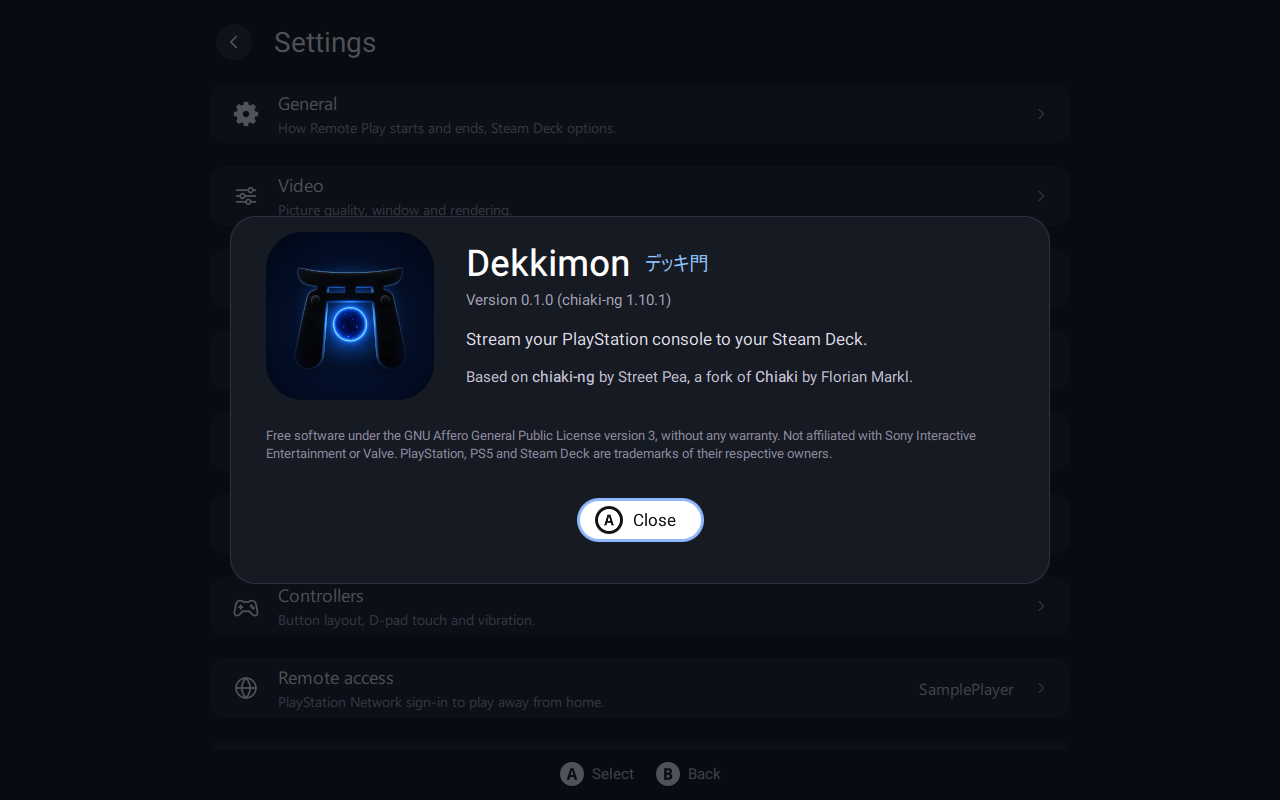 Settings
General
How Remote Play starts and ends, Steam Deck options.
Video
Picture quality, window and rendering.
Dekkimon デッキ門
Version 0.1.0 (chiaki-ng 1.10.1)
Stream your PlayStation console to your Steam Deck.
Based on chiaki-ng by Street Pea, a fork of Chiaki by Florian Markl.
Free software under the GNU Affero General Public License version 3, without any warranty. Not affiliated with Sony Interactive
Entertainment or Valve. PlayStation, PS5 and Steam Deck are trademarks of their respective owners.
A Close
Controllers
Button layout, D-pad touch and vibration.
Remote access
PlayStation Network sign-in to play away from home.
SamplePlayer
A Select B Back